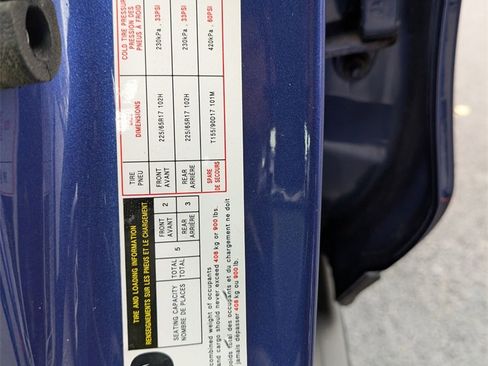 TIRE AND LOADING INFORMATION
RENSEIGNEMENTS SUR LES PNEUS ET LE CHARGEMENT
SEATING CAPACITY
NOMBRE DE PLACES
TOTAL
TOTAL
5
FRONT
AVANT
2
REAR
ARRIÈRE
3
combined weight of occupants
and cargo should never exceed 408 kg or 900 lbs.
poids total des occupants et du chargement ne doit
jamais dépasser 408 kg ou 900 lb.
TIRE
PNEU
DIMENSIONS
COLD TIRE PRESSURE
PRESSION DES
PNEUS À FROID
FRONT
AVANT
225/65R17 102H
230kPa, 33PSI
REAR
ARRIÈRE
225/65R17 102H
230kPa, 33PSI
SPARE
DE SECOURS
T155/90D17 101M
420kPa, 60PSI